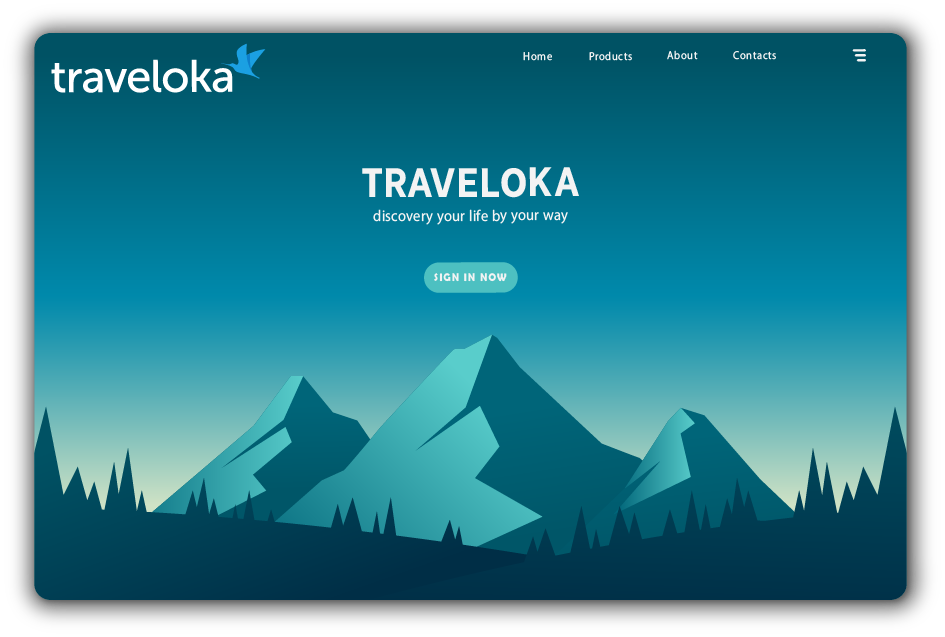 traveloka
Home Products About Contacts
TRAVELOKA
discovery your life by your way
SIGN IN NOW